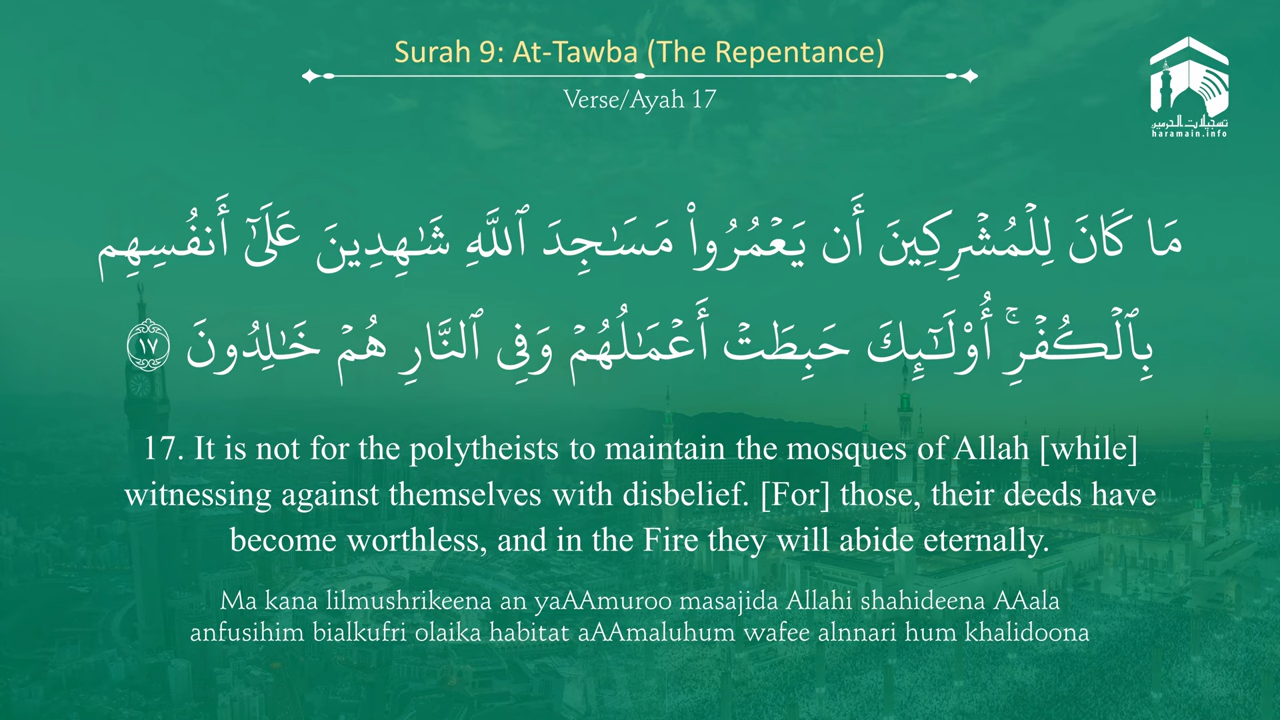 Surah 9: At-Tawba (The Repentance)
Verse/Ayah 17
تسجيلات الحرمين
haramain.info
مَا كَانَ لِلْمُشْرِكِينَ أَن يَعْمُرُوا۟ مَسَـٰجِدَ ٱللَّهِ شَـٰهِدِينَ عَلَىٰٓ أَنفُسِهِم
بِٱلْكُفْرِ ۚ أُو۟لَـٰٓئِكَ حَبِطَتْ أَعْمَـٰلُهُمْ وَفِى ٱلنَّارِ هُمْ خَـٰلِدُونَ ١٧
17. It is not for the polytheists to maintain the mosques of Allah [while]
witnessing against themselves with disbelief. [For] those, their deeds have
become worthless, and in the Fire they will abide eternally.
Ma kana lilmushrikeena an yaAAmuroo masajida Allahi shahideena AAala
anfusihim bialkufri olaika habitat aAAmaluhum wafee alnnari hum khalidoona